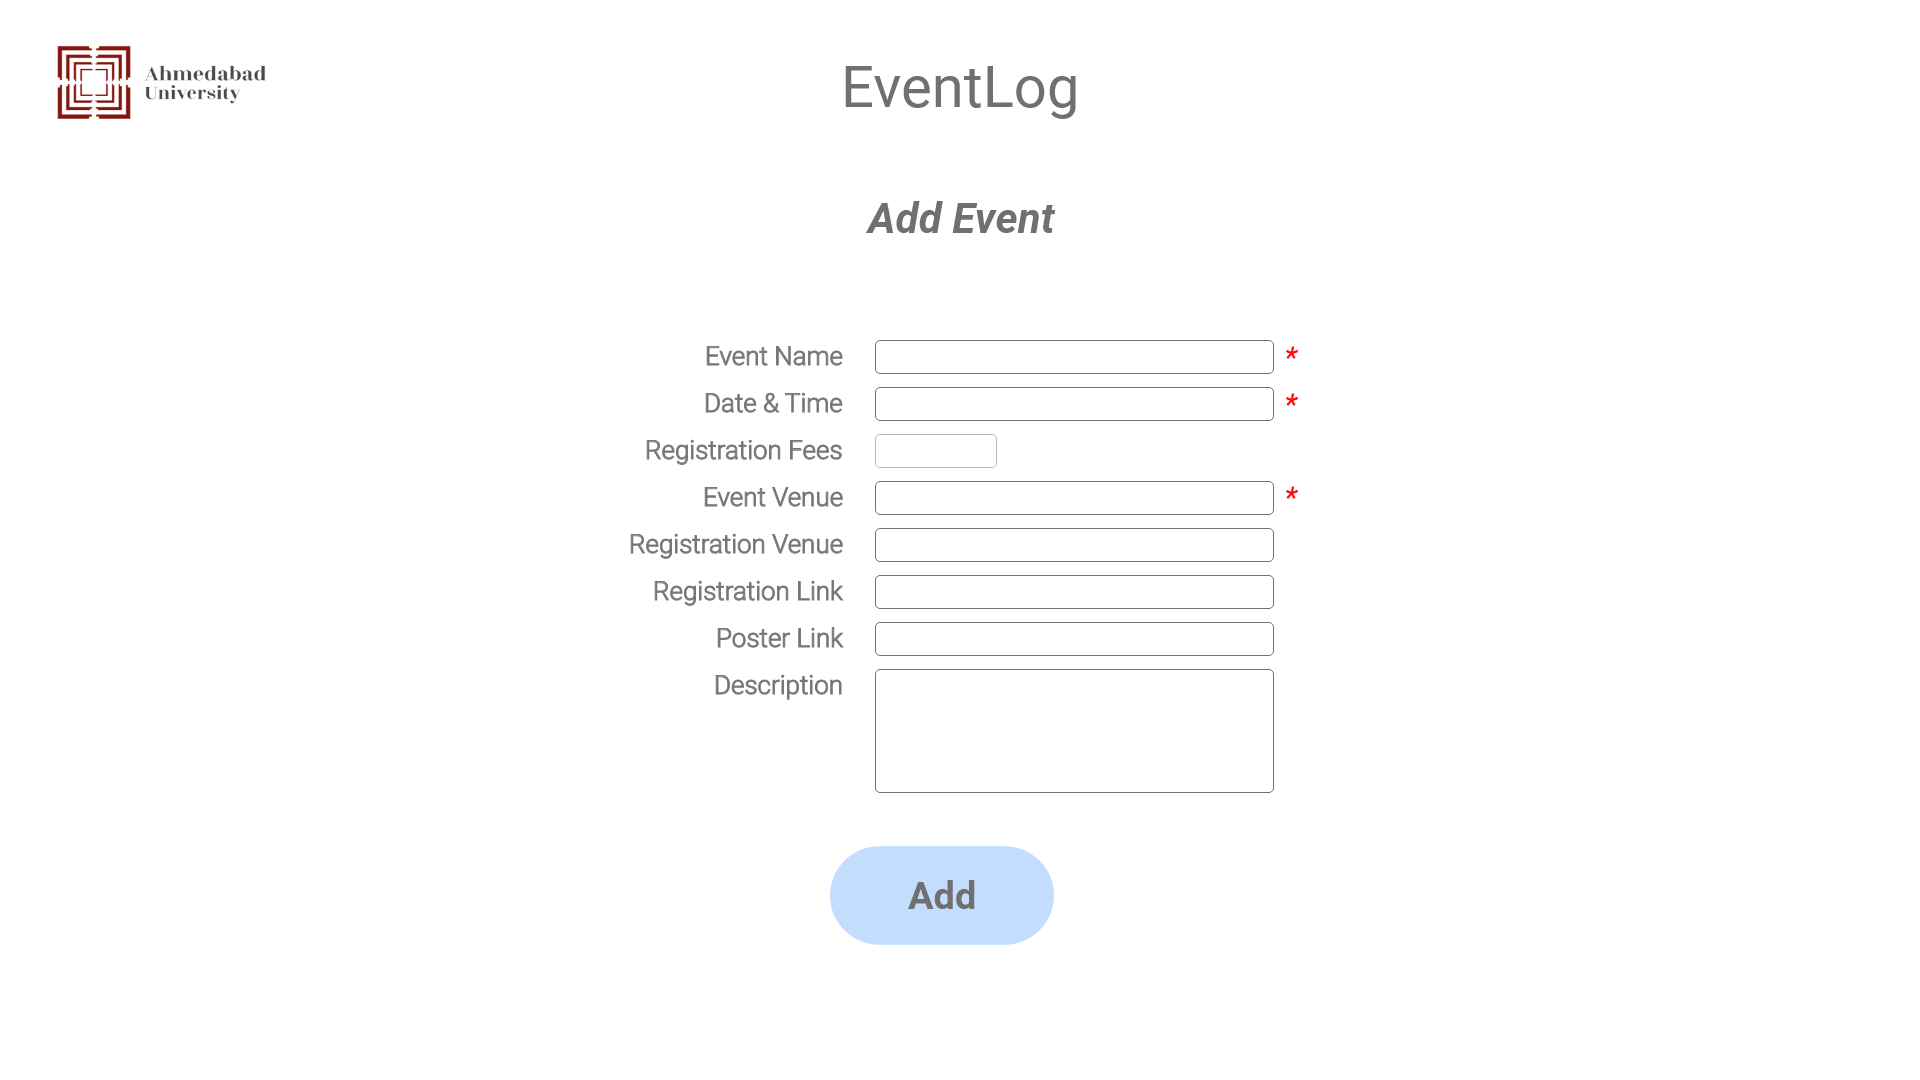 Ahmedabad
University
EventLog
Add Event
Event Name *
Date & Time *
Registration Fees
Event Venue *
Registration Venue
Registration Link
Poster Link
Description
Add